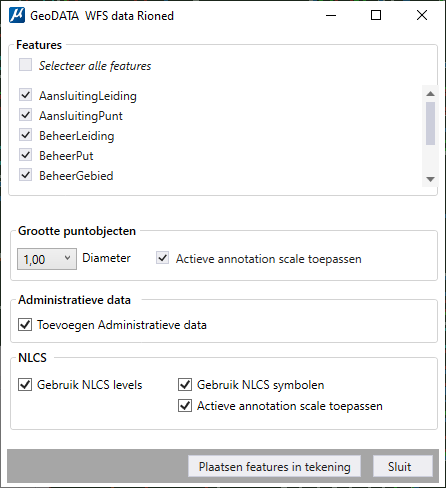 GeoDATA WFS data Rioned
Features
Selecteer alle features
AansluitingLeiding
AansluitingPunt
BeheerLeiding
BeheerPut
BeheerGebied
Grootte puntobjecten
1,00 Diameter Actieve annotation scale toepassen
Administratieve data
Toevoegen Administratieve data
NLCS
Gebruik NLCS levels Gebruik NLCS symbolen
Actieve annotation scale toepassen
Plaatsen features in tekening Sluit